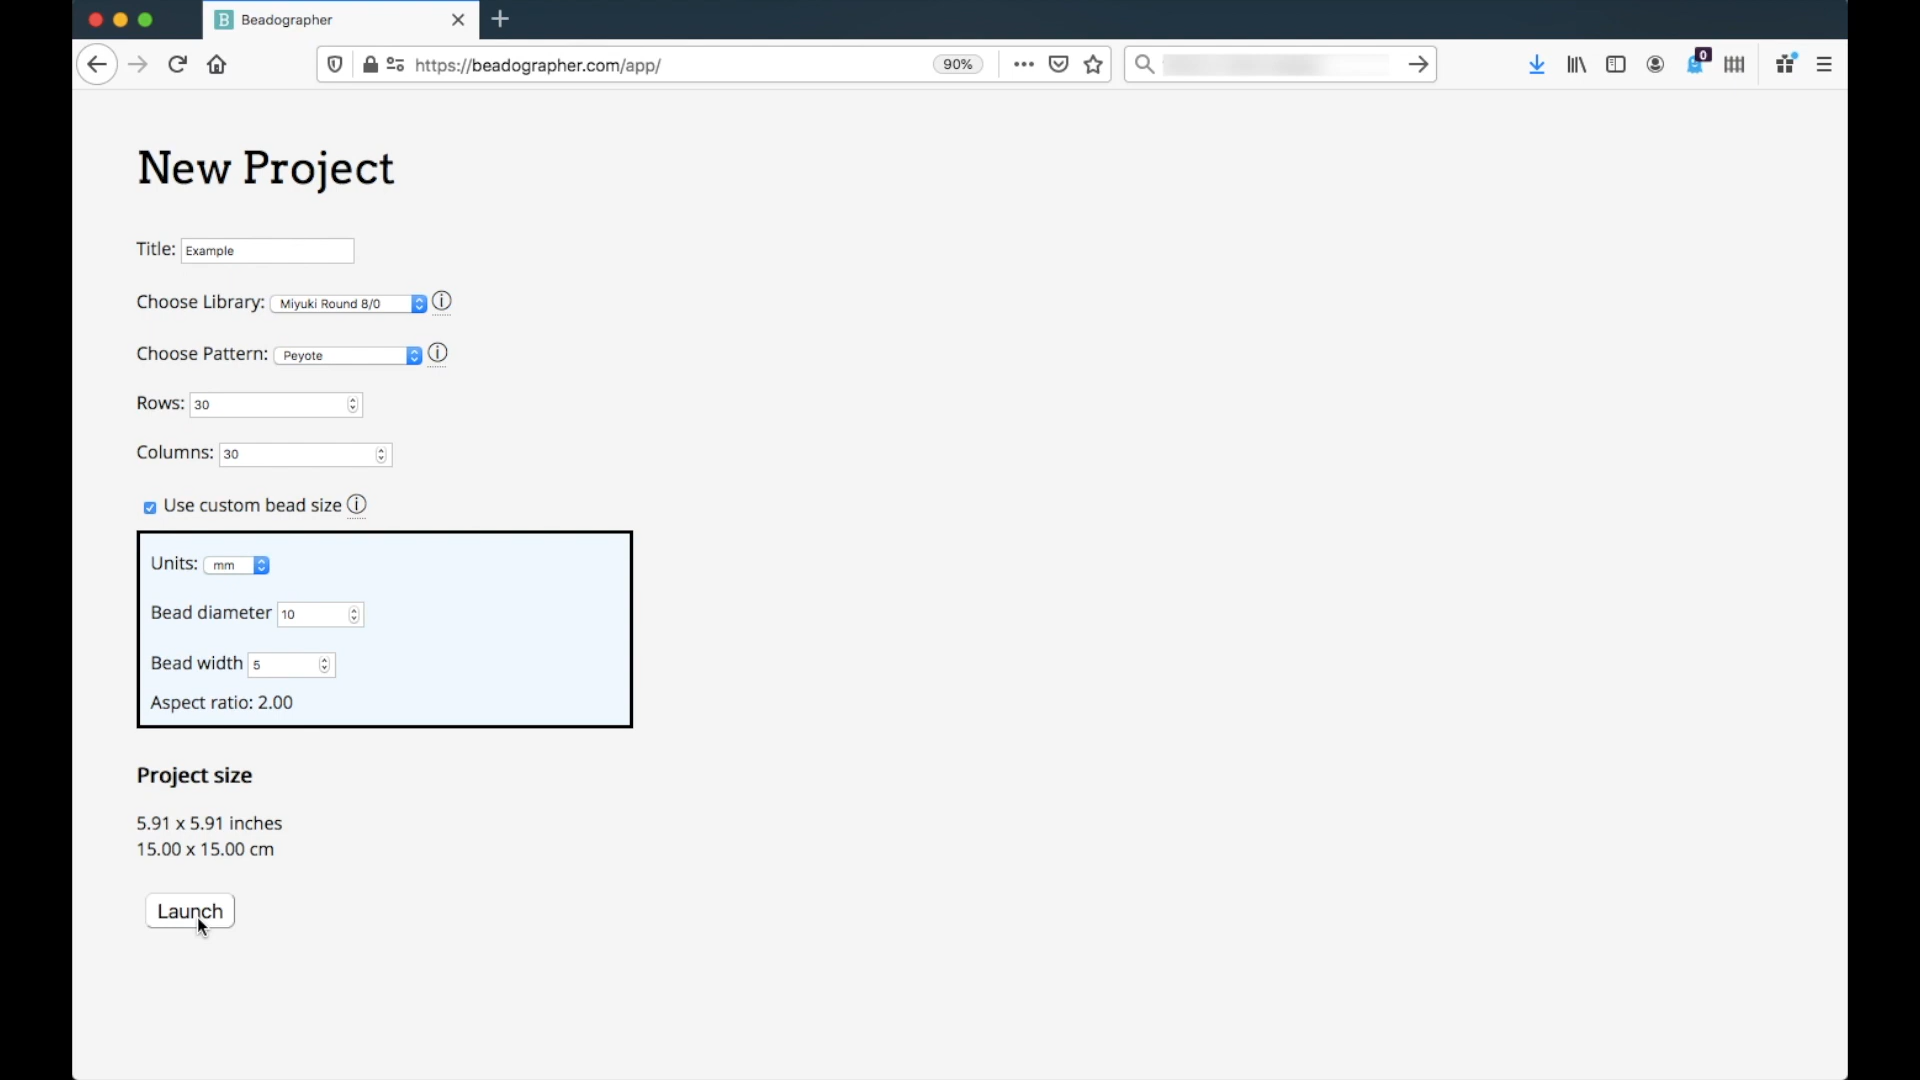 Beadographer
https://beadographer.com/app/
90%
0
New Project
Title: Example
Choose Library: Miyuki Round 8/0
Choose Pattern: Peyote
Rows: 30
Columns: 30
Use custom bead size
Units: mm
Bead diameter 10
Bead width 5
Aspect ratio: 2.00
Project size
5.91 x 5.91 inches
15.00 x 15.00 cm
Launch